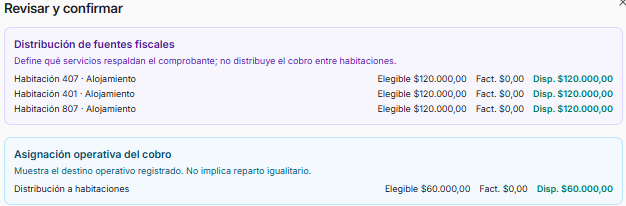 Revisar y confirmar
Distribución de fuentes fiscales
Define qué servicios respaldan el comprobante; no distribuye el cobro entre habitaciones.
Habitación 407 · Alojamiento Elegible $120.000,00 Fact. $0,00 Disp. $120.000,00
Habitación 401 · Alojamiento Elegible $120.000,00 Fact. $0,00 Disp. $120.000,00
Habitación 807 · Alojamiento Elegible $120.000,00 Fact. $0,00 Disp. $120.000,00
Asignación operativa del cobro
Muestra el destino operativo registrado. No implica reparto igualitario.
Distribución a habitaciones Elegible $60.000,00 Fact. $0,00 Disp. $60.000,00